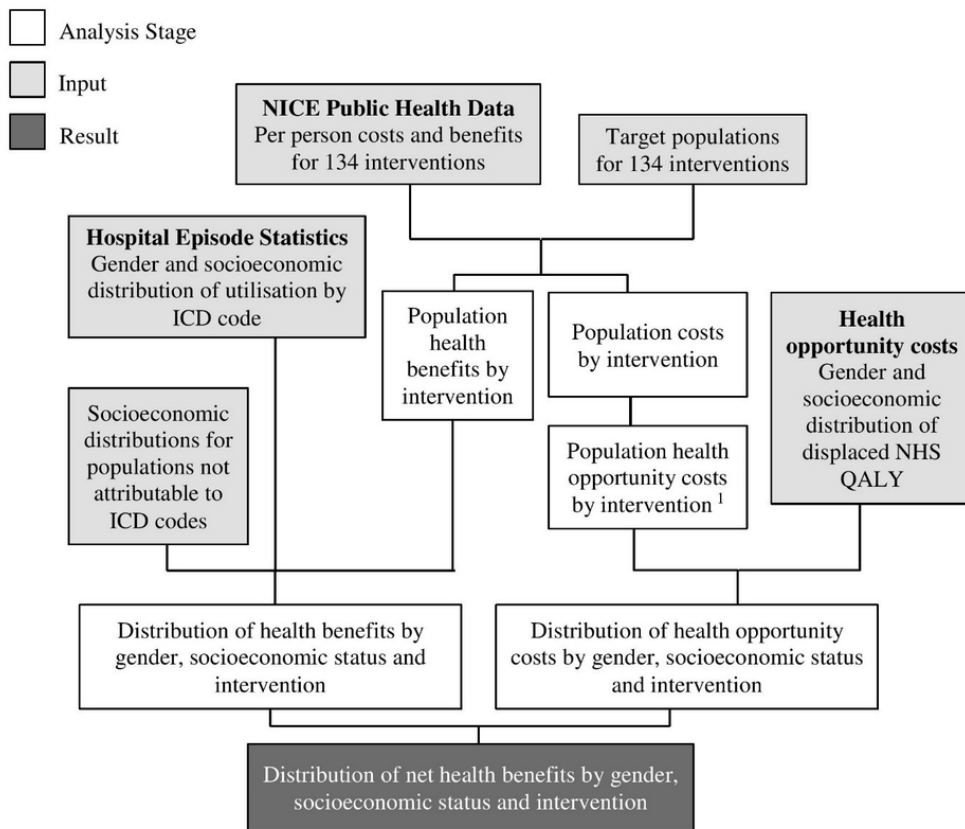 Analysis Stage
Input
Result
NICE Public Health Data
Per person costs and benefits
for 134 interventions
Target populations
for 134 interventions
Hospital Episode Statistics
Gender and socioeconomic
distribution of utilisation by
ICD code
Population
health
benefits by
intervention
Population costs
by intervention
Health
opportunity costs
Gender and
socioeconomic
distribution of
displaced NHS
QALY
Socioeconomic
distributions for
populations not
attributable to
ICD codes
Population health
opportunity costs
by intervention 1
Distribution of health benefits by
gender, socioeconomic status and
intervention
Distribution of health opportunity
costs by gender, socioeconomic status
and intervention
Distribution of net health benefits by gender,
socioeconomic status and intervention